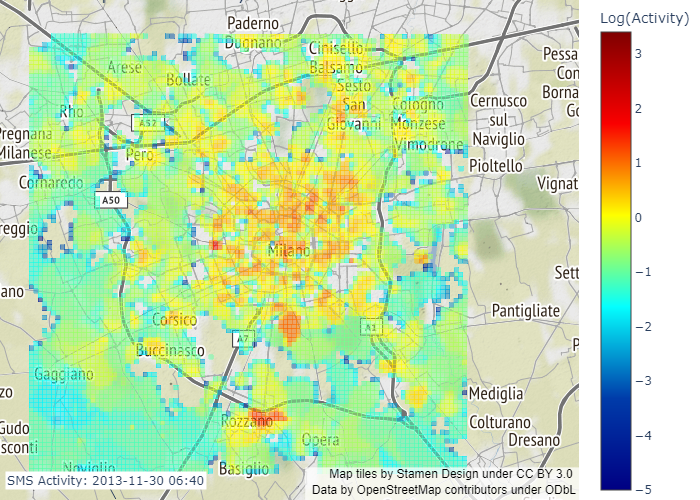 Log(Activity)
Paderno
Dugnano
Cinisello
Balsamo
Arese
Bollate
Sesto
San
Giovanni
Cologno
Monzese
Vimodrone
Pessa
Con
Borna
Go
Cernusco
sul
Naviglio
Rho
A52
Pregnana
Milanese
Pero
Pioltello
Cornaredo
Vignat
A50
reggio
Milano
Sett
ano
Pantigliate
Corsico
A7
A1
Buccinasco
P
Gaggiano
zo
Mediglia
Rozzano
Colturano
Gudo
sconti
Opera
Dresano
Noviglio
Basiglio
SMS Activity: 2013-11-30 06:40
Map tiles by Stamen Design under CC BY 3.0
Data by OpenStreetMap contributors under ODbL
3
2
1
0
−1
−2
−3
−4
−5